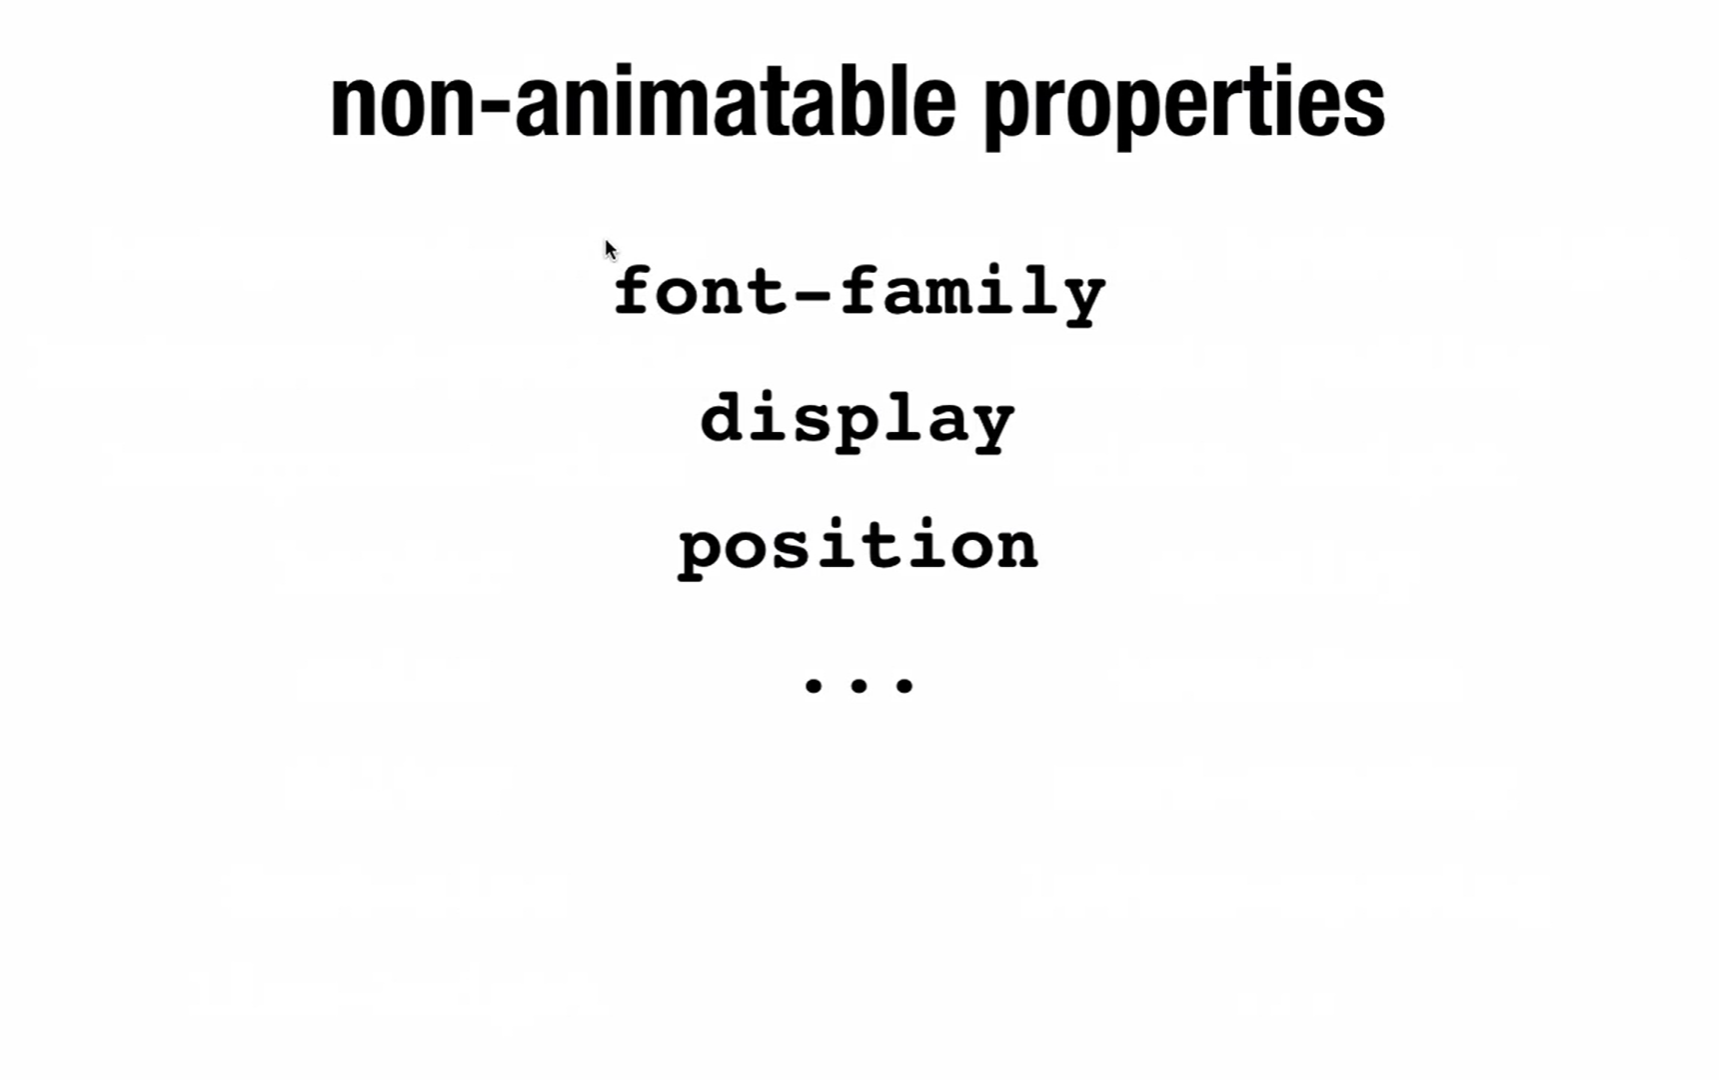 non-animatable properties
font-family
display
position
...